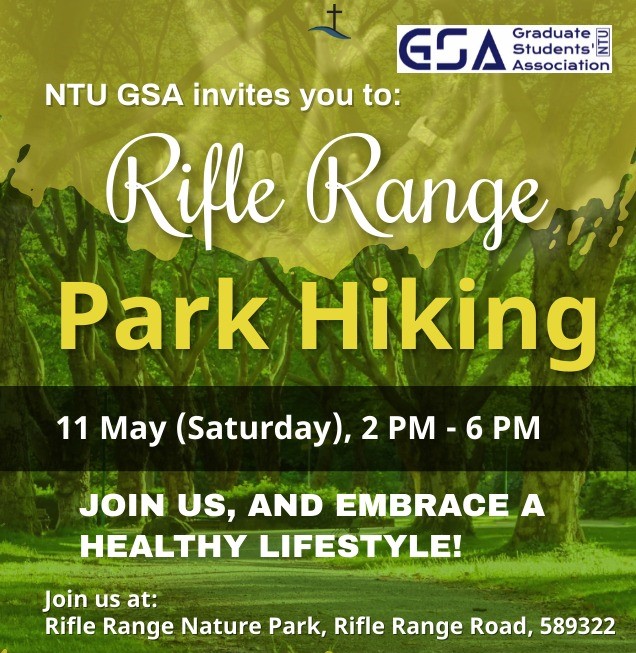 GSA Graduate
Students' NTU
Association
NTU GSA invites you to:
Rifle Range
Park Hiking
11 May (Saturday), 2 PM - 6 PM
JOIN US, AND EMBRACE A
HEALTHY LIFESTYLE!
Join us at:
Rifle Range Nature Park, Rifle Range Road, 589322